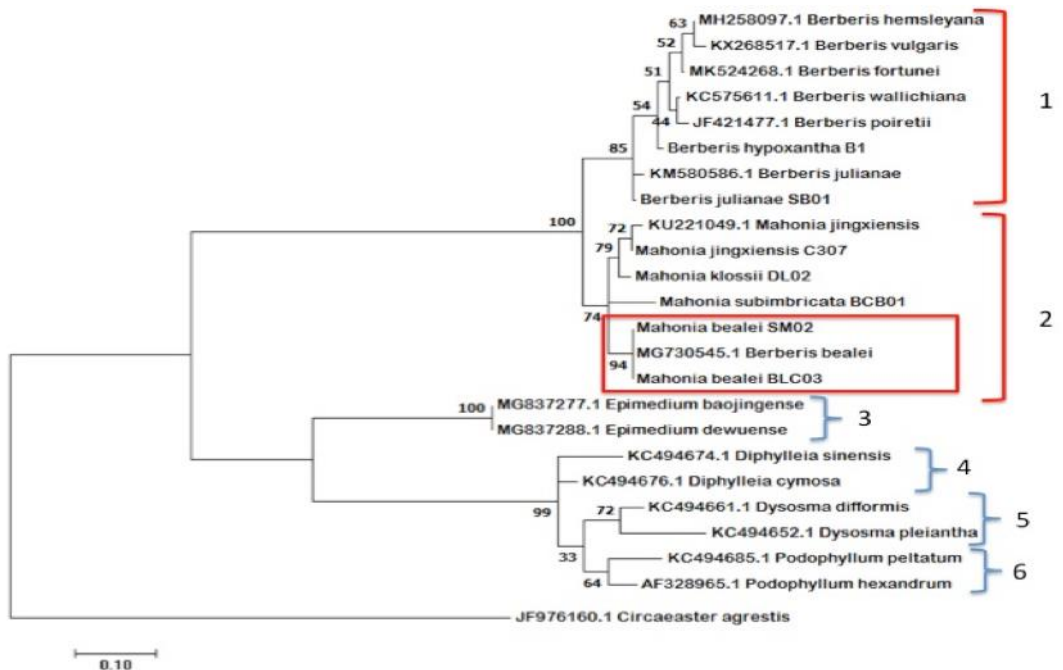 63
MH258097.1 Berberis hemsleyana
52
KX268517.1 Berberis vulgaris
51
MK524268.1 Berberis fortunei
54
KC575611.1 Berberis wallichiana
1
44
JF421477.1 Berberis poiretii
85
Berberis hypoxantha B1
KM580586.1 Berberis julianae
Berberis julianae SB01
100
72
KU221049.1 Mahonia jingxiensis
79
Mahonia jingxiensis C307
Mahonia klossii DL02
Mahonia subimbricata BCB01
2
74
Mahonia bealei SM02
MG730545.1 Berberis bealei
94
Mahonia bealei BLC03
100
MG837277.1 Epimedium baojingense
3
MG837288.1 Epimedium dewuense
KC494674.1 Diphylleia sinensis
4
KC494676.1 Diphylleia cymosa
99
72
KC494661.1 Dysosma difformis
5
KC494652.1 Dysosma pleiantha
33
KC494685.1 Podophyllum peltatum
6
64
AF328965.1 Podophyllum hexandrum
JF976160.1 Circaeaster agrestis
0.10